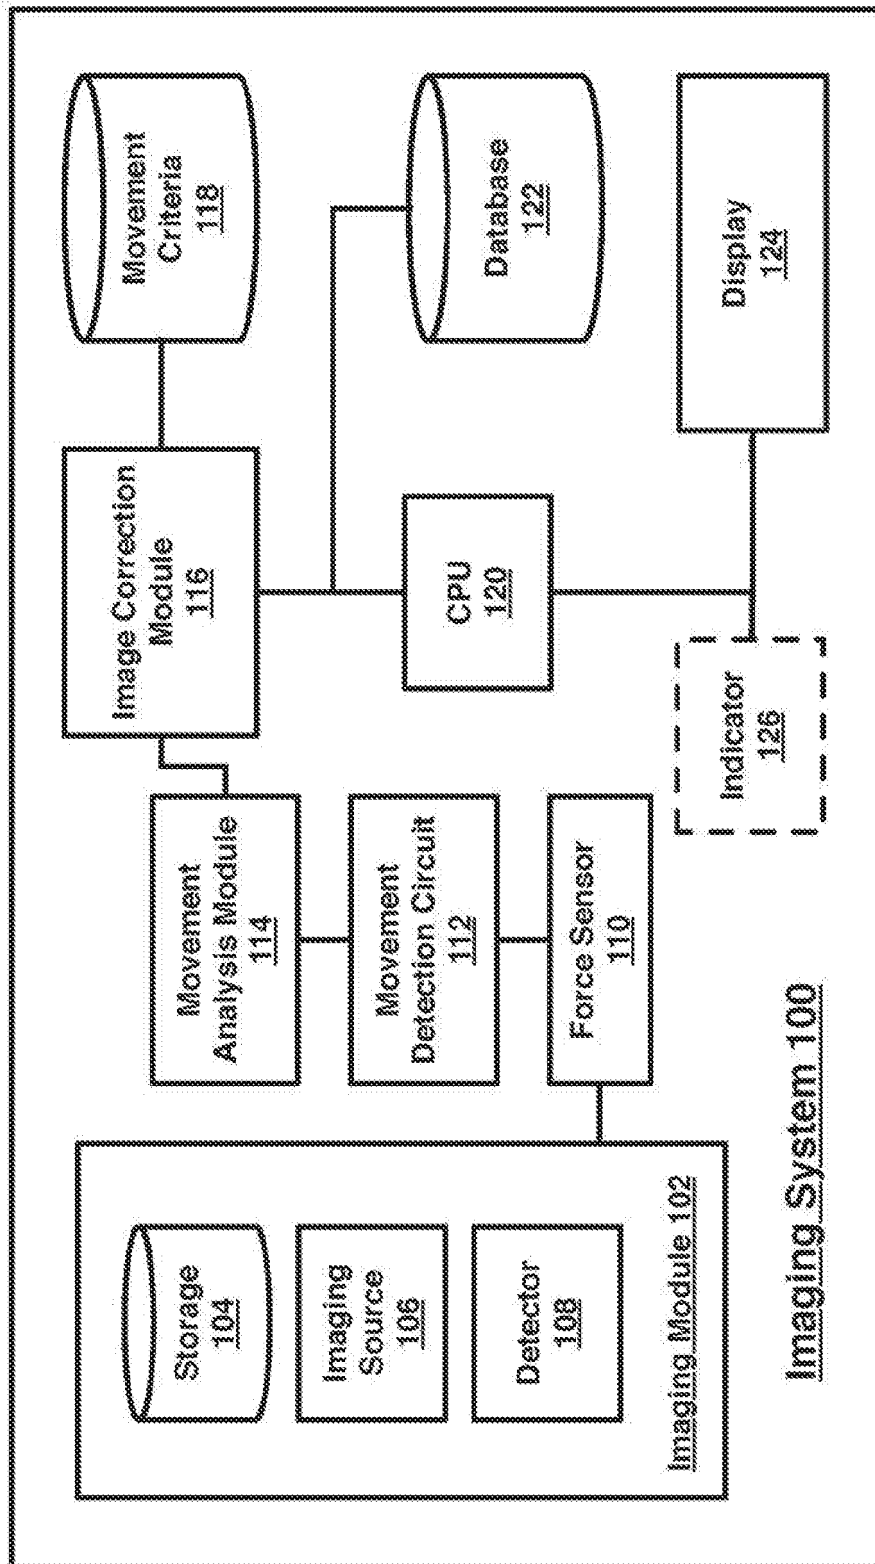 Storage
104
Imaging
Source
106
Detector
108
Imaging Module 102
Movement
Analysis Module
114
Movement
Detection Circuit
112
Force Sensor
110
Image Correction
Module
116
Movement
Criteria
118
CPU
120
Database
122
Indicator
126
Display
124
Imaging System 100